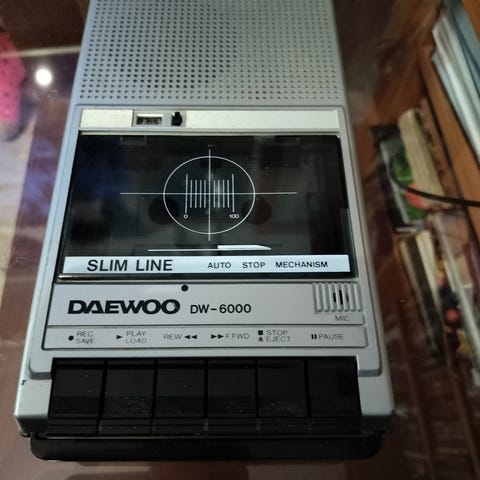 0 100
SLIM LINE AUTO STOP MECHANISM
DAEWOO DW-6000
MIC
REC PLAY REW ◀◀ ▶▶ F.FWD STOP PAUSE
SAVE LOAD EJECT